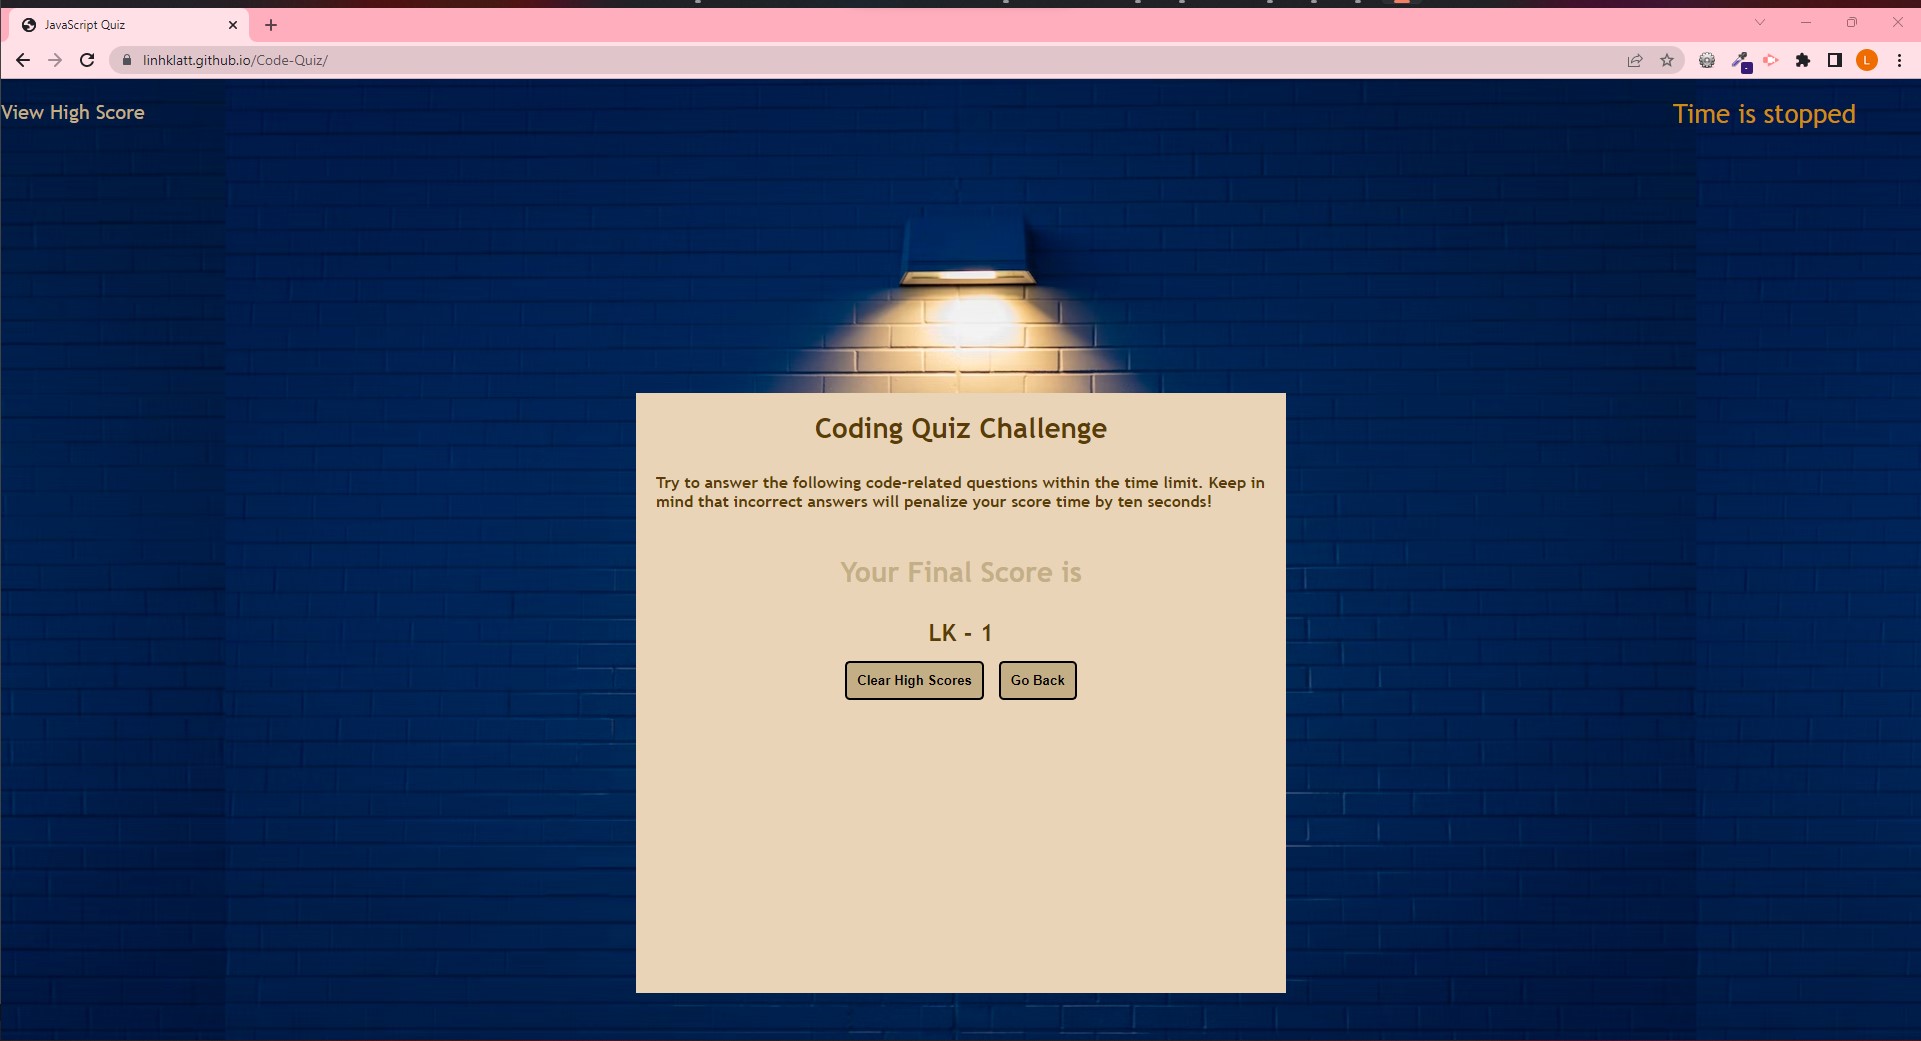 JavaScript Quiz
linhklatt.github.io/Code-Quiz/
L
View High Score
Time is stopped
Coding Quiz Challenge
Try to answer the following code-related questions within the time limit. Keep in
mind that incorrect answers will penalize your score time by ten seconds!
Your Final Score is
LK - 1
Clear High Scores
Go Back